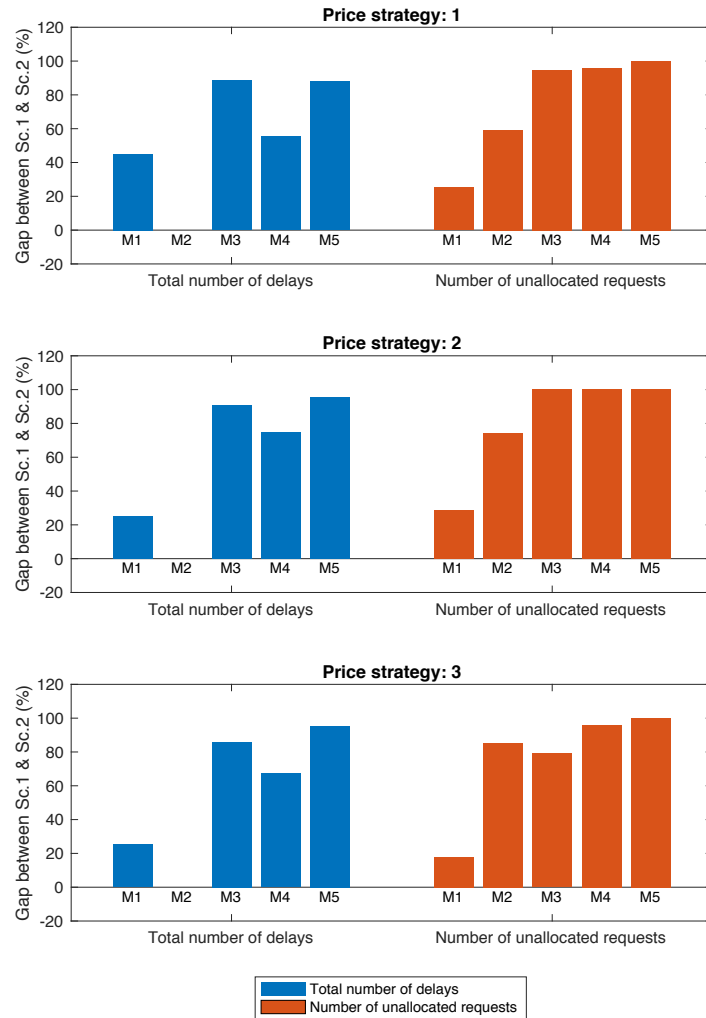 Price strategy: 1
Gap between Sc.1 & Sc.2 (%)
120
100
80
60
40
20
0
-20
M1 M2 M3 M4 M5 M1 M2 M3 M4 M5
Total number of delays Number of unallocated requests
Price strategy: 2
Gap between Sc.1 & Sc.2 (%)
120
100
80
60
40
20
0
-20
M1 M2 M3 M4 M5 M1 M2 M3 M4 M5
Total number of delays Number of unallocated requests
Price strategy: 3
Gap between Sc.1 & Sc.2 (%)
120
100
80
60
40
20
0
-20
M1 M2 M3 M4 M5 M1 M2 M3 M4 M5
Total number of delays Number of unallocated requests
Total number of delays
Number of unallocated requests